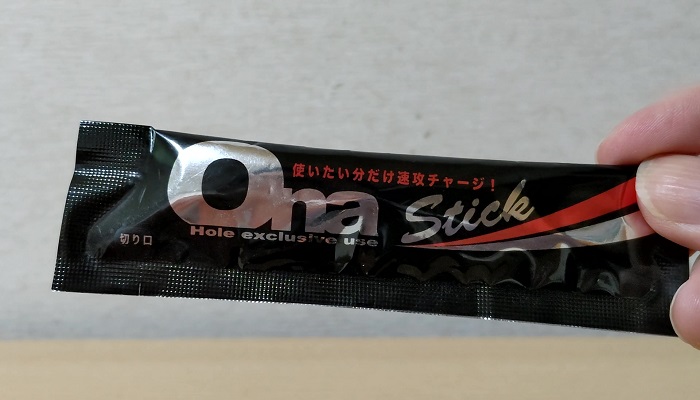 使いたい分だけ速攻チャージ!
Ona Stick
Hole exclusive use
切り口